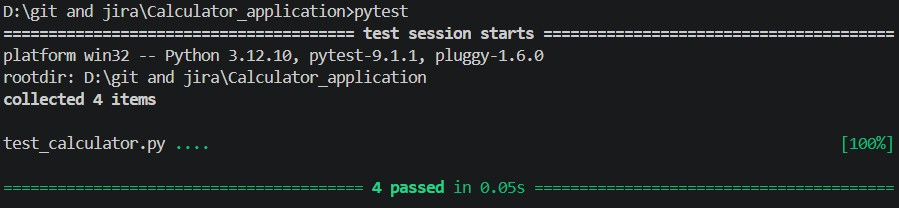 D:\git and jira\Calculator_application>pytest
===================================== test session starts =====================================
platform win32 -- Python 3.12.10, pytest-9.1.1, pluggy-1.6.0
rootdir: D:\git and jira\Calculator_application
collected 4 items
test_calculator.py .... [100%]
====================================== 4 passed in 0.05s ======================================